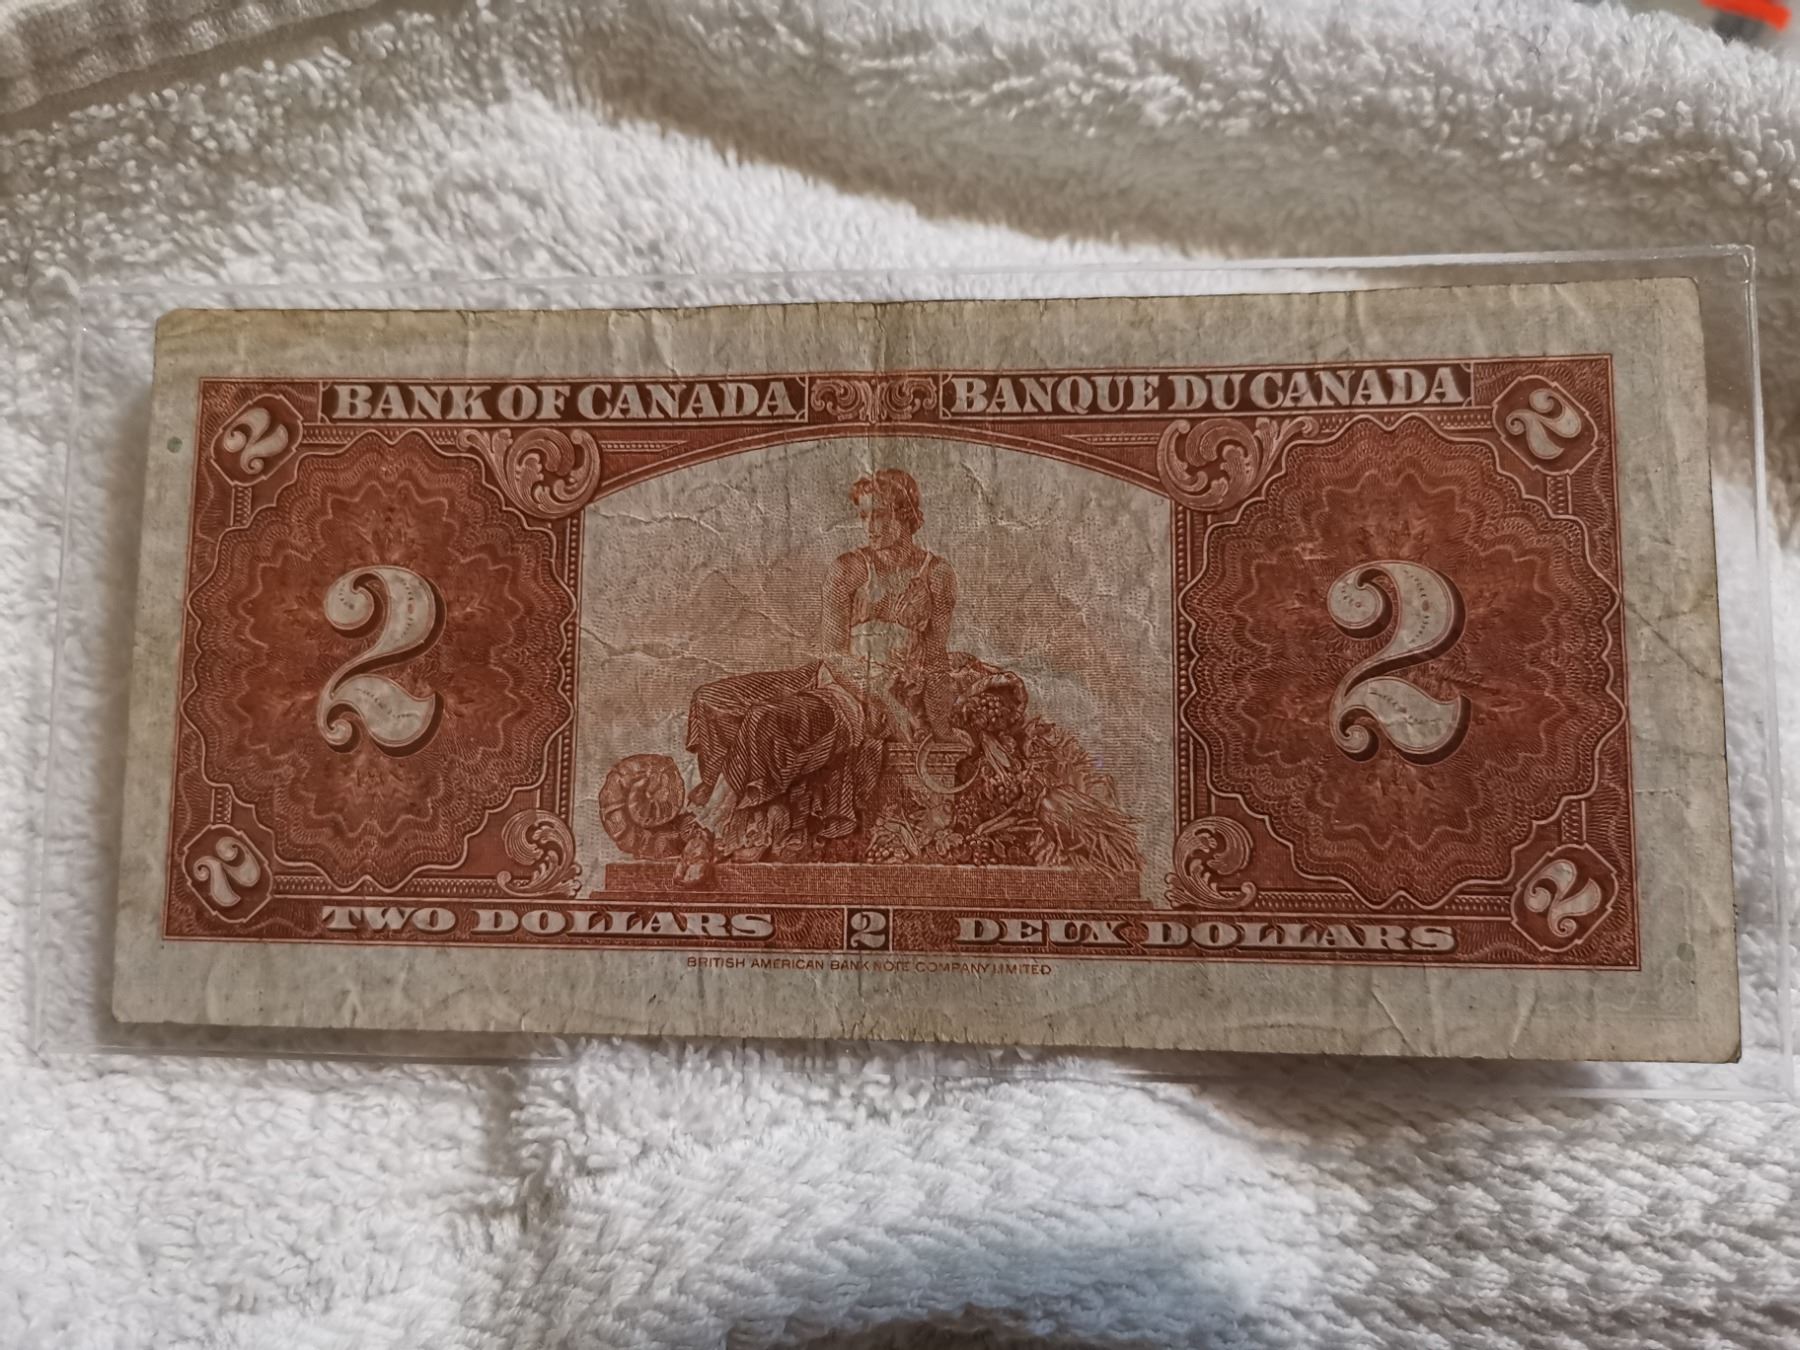 BANK OF CANADA BANQUE DU CANADA
2 2
2 2
2 2
TWO DOLLARS 2 DEUX DOLLARS
BRITISH AMERICAN BANK NOTE COMPANY LIMITED